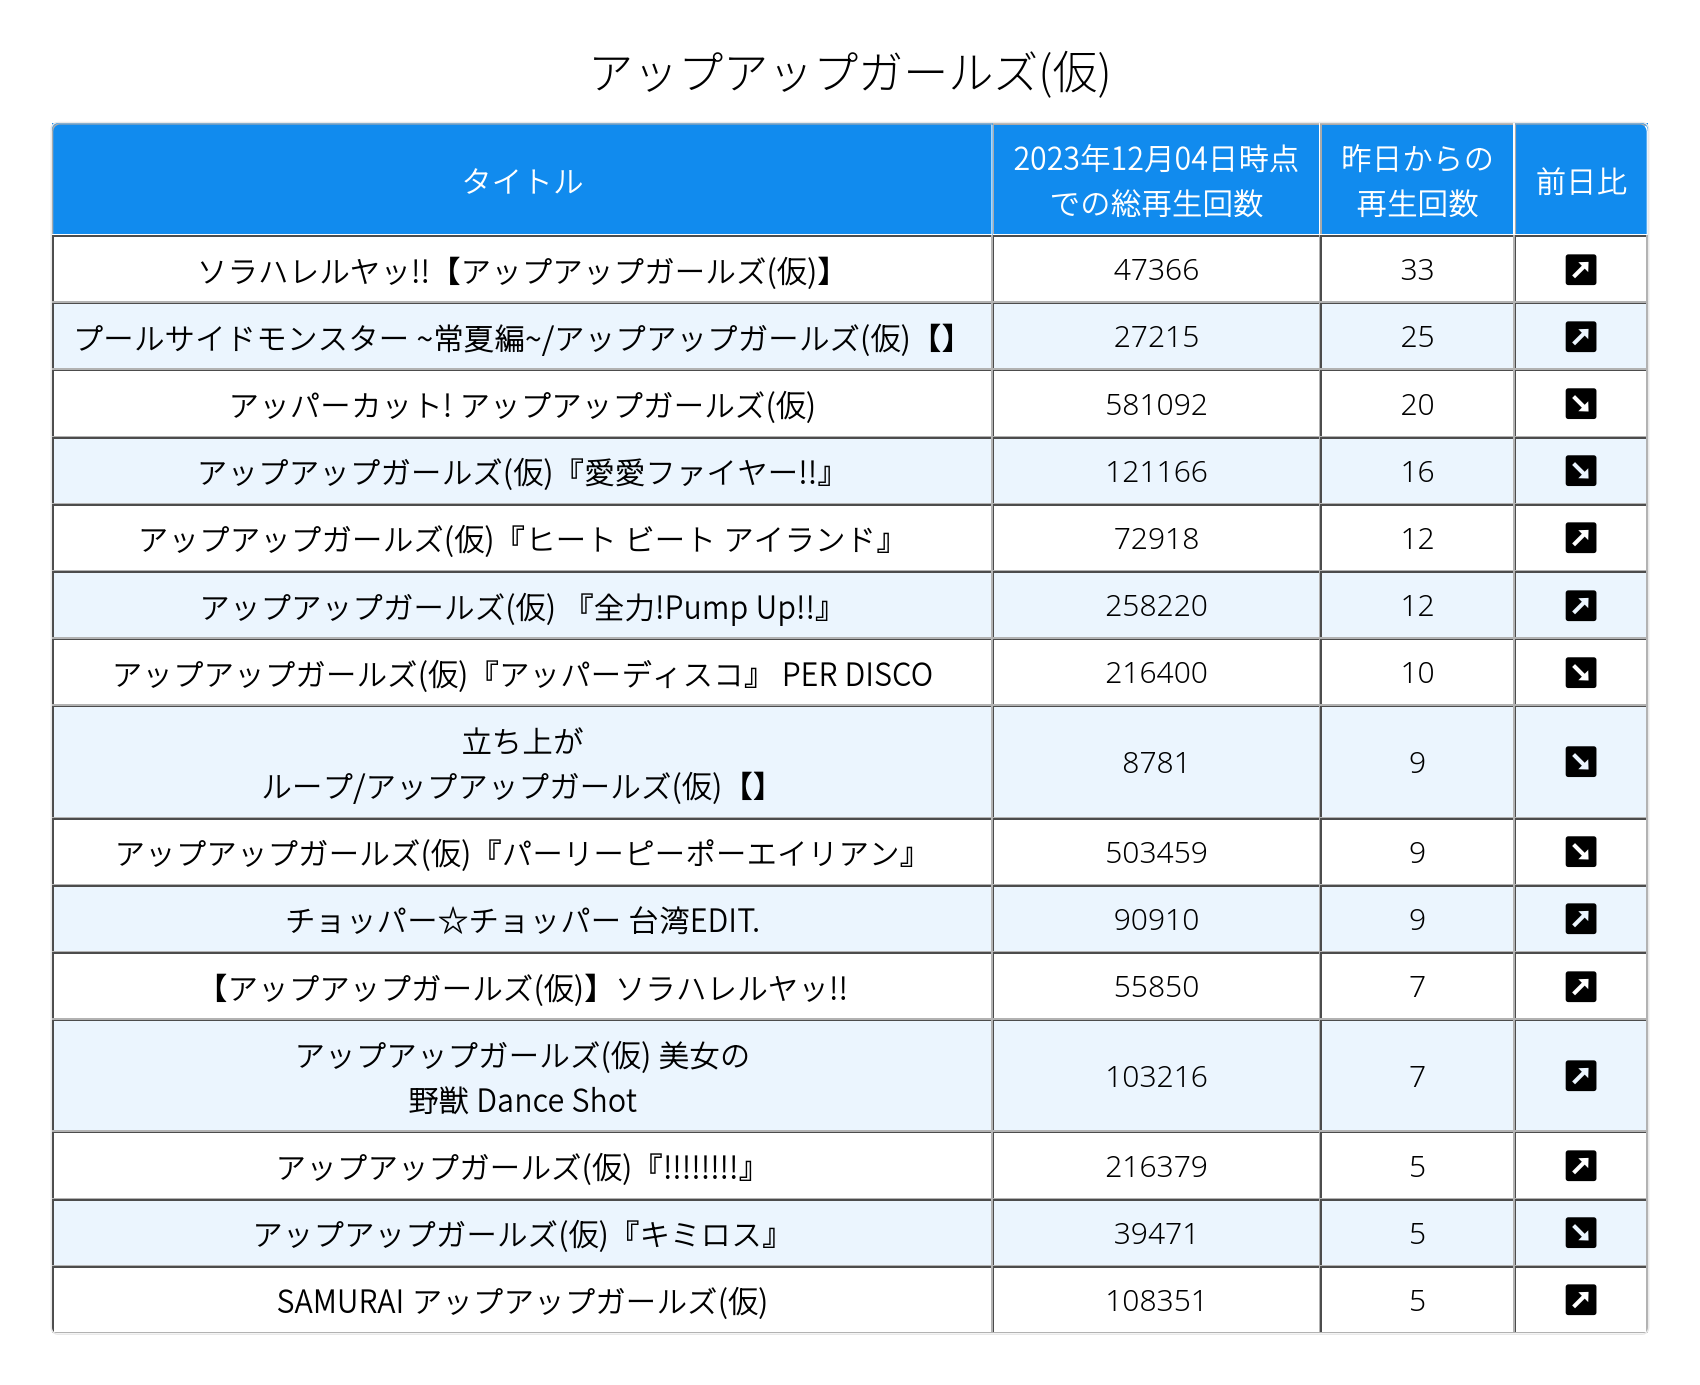 アップアップガールズ(仮)
タイトル
2023年12月04日時点
での総再生回数
昨日からの
再生回数
前日比
ソラハレルヤッ!!【アップアップガールズ(仮)】 47366 33
プールサイドモンスター ~常夏編~/アップアップガールズ(仮)【】 27215 25
アッパーカット! アップアップガールズ(仮) 581092 20
アップアップガールズ(仮)『愛愛ファイヤー!!』 121166 16
アップアップガールズ(仮)『ヒート ビート アイランド』 72918 12
アップアップガールズ(仮) 『全力!Pump Up!!』 258220 12
アップアップガールズ(仮)『アッパーディスコ』 PER DISCO 216400 10
立ち上が
ループ/アップアップガールズ(仮)【】 8781 9
アップアップガールズ(仮)『パーリーピーポーエイリアン』 503459 9
チョッパー☆チョッパー 台湾EDIT. 90910 9
【アップアップガールズ(仮)】ソラハレルヤッ!! 55850 7
アップアップガールズ(仮) 美女の
野獣 Dance Shot 103216 7
アップアップガールズ(仮)『!!!!!!!!』 216379 5
アップアップガールズ(仮)『キミロス』 39471 5
SAMURAI アップアップガールズ(仮) 108351 5